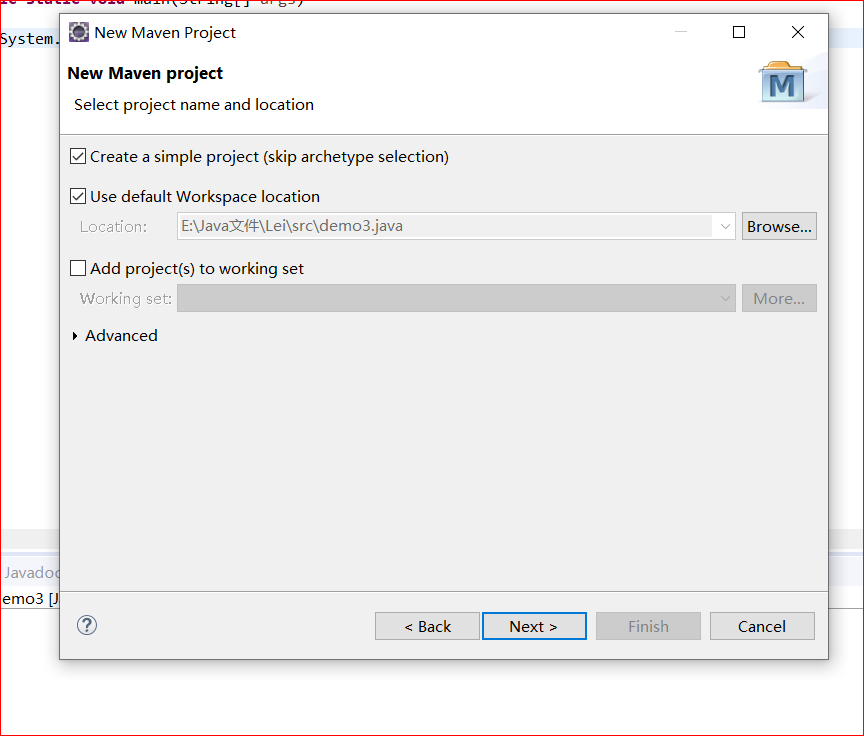 ic static void main(String[] args)
System.
New Maven Project
New Maven project
Select project name and location
M
Create a simple project (skip archetype selection)
Use default Workspace location
Location: E:\Java文件\Lei\src\demo3.java Browse...
Add project(s) to working set
Working set: More...
Advanced
Javadoc
emo3 [J
? < Back Next > Finish Cancel